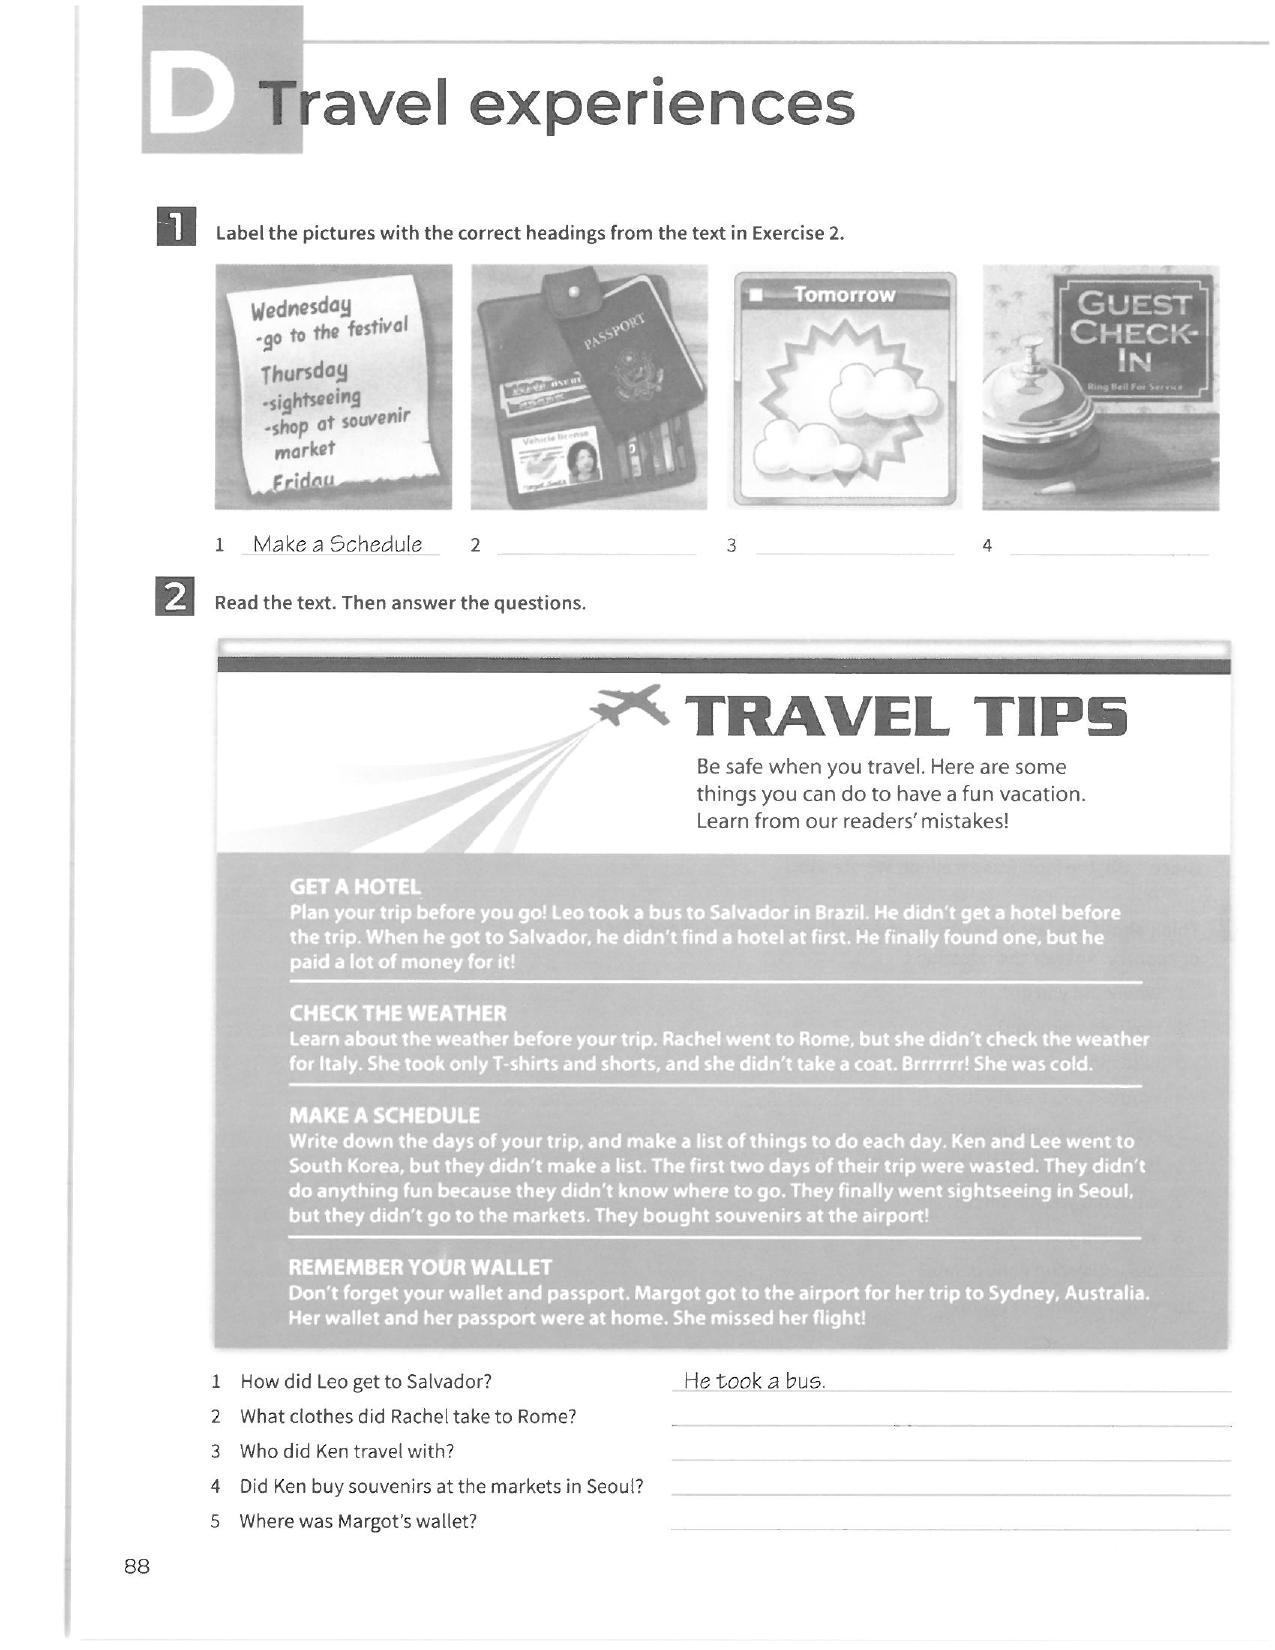 D Travel experiences
1 Label the pictures with the correct headings from the text in Exercise 2.
Wednesday
-go to the festival
Thursday
-sightseeing
-shop at souvenir
market
Friday
PASSPORT
Vehicle license
Tomorrow
GUEST
CHECK-
IN
Ring Bell For Service
1 Make a Schedule 2 3 4
2 Read the text. Then answer the questions.
TRAVEL TIPS
Be safe when you travel. Here are some
things you can do to have a fun vacation.
Learn from our readers' mistakes!
GET A HOTEL
Plan your trip before you go! Leo took a bus to Salvador in Brazil. He didn't get a hotel before
the trip. When he got to Salvador, he didn't find a hotel at first. He finally found one, but he
paid a lot of money for it!
CHECK THE WEATHER
Learn about the weather before your trip. Rachel went to Rome, but she didn't check the weather
for Italy. She took only T-shirts and shorts, and she didn't take a coat. Brrrrrrr! She was cold.
MAKE A SCHEDULE
Write down the days of your trip, and make a list of things to do each day. Ken and Lee went to
South Korea, but they didn't make a list. The first two days of their trip were wasted. They didn't
do anything fun because they didn't know where to go. They finally went sightseeing in Seoul,
but they didn't go to the markets. They bought souvenirs at the airport!
REMEMBER YOUR WALLET
Don't forget your wallet and passport. Margot got to the airport for her trip to Sydney, Australia.
Her wallet and her passport were at home. She missed her flight!
1 How did Leo get to Salvador? He took a bus.
2 What clothes did Rachel take to Rome?
3 Who did Ken travel with?
4 Did Ken buy souvenirs at the markets in Seoul?
5 Where was Margot's wallet?
88